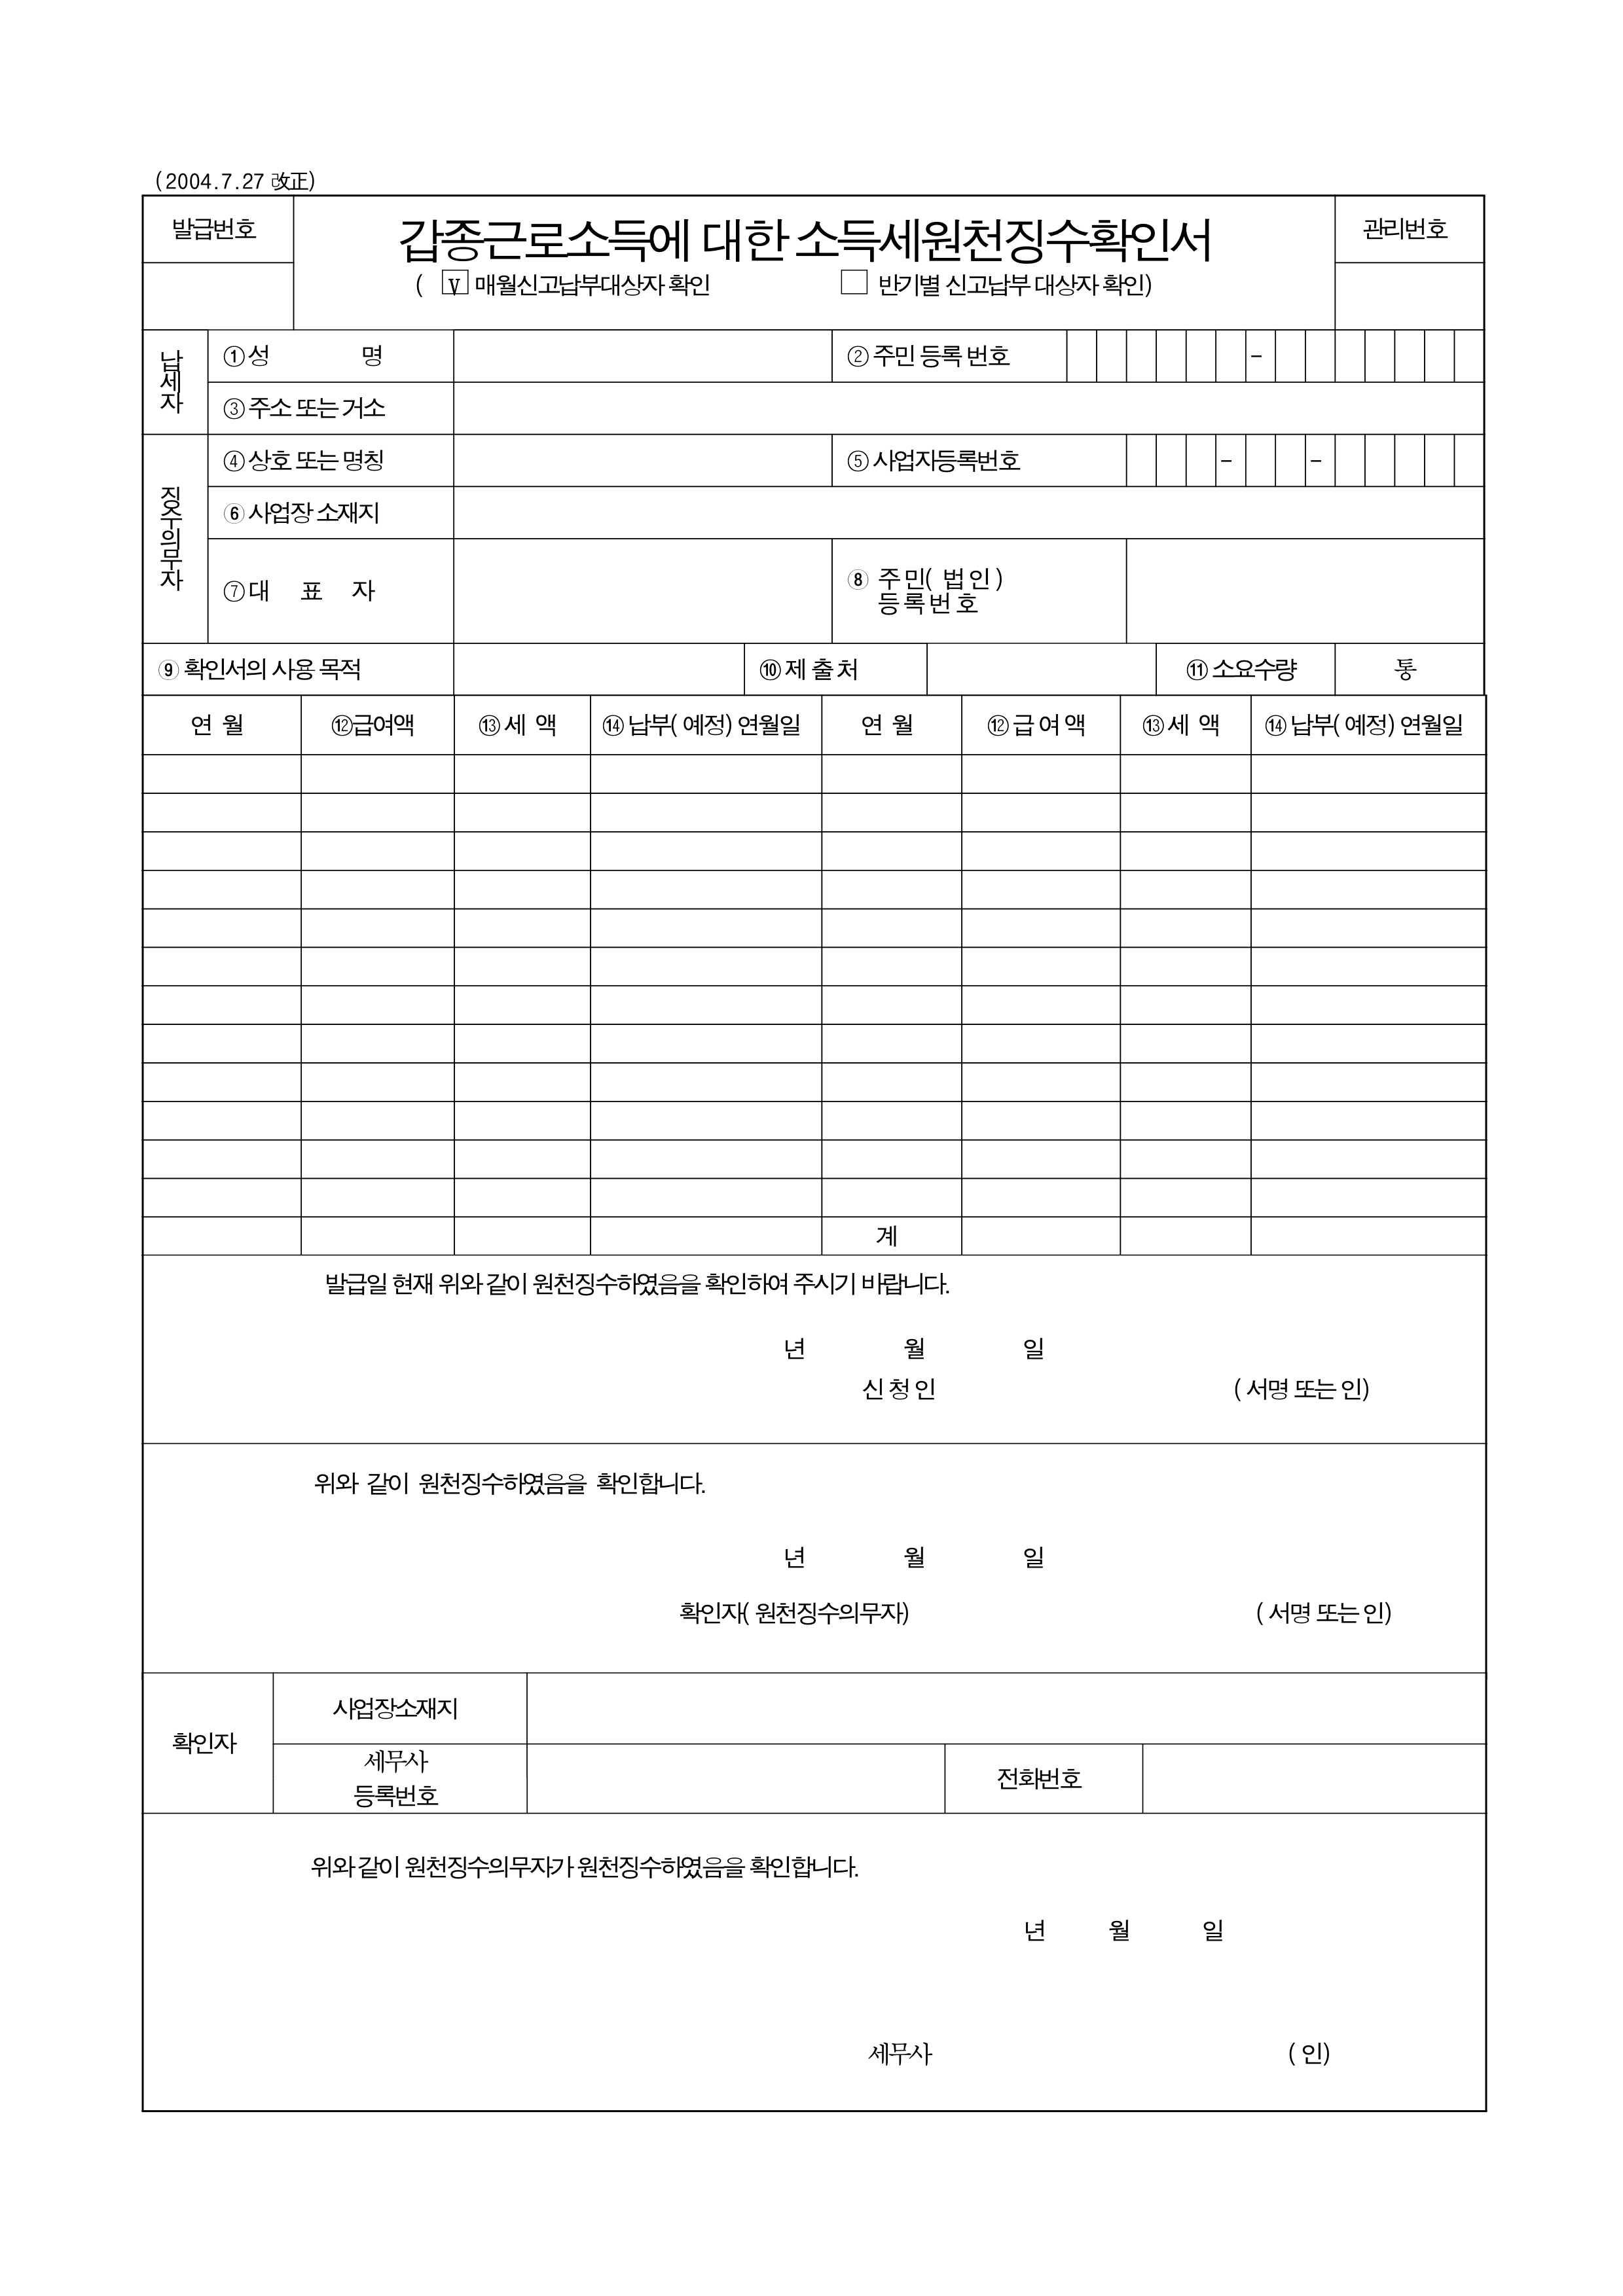 (2004.7.27 改正)
발급번호
갑종근로소득에 대한 소득세원천징수확인서
관리번호
( V 매월신고납부대상자 확인 반기별 신고납부 대상자 확인)
납세자
① 성 명
② 주민 등록 번호
-
③ 주소 또는 거소
징수의무자
④ 상호 또는 명칭
⑤ 사업자등록번호
- -
⑥ 사업장 소재지
⑦ 대 표 자
⑧ 주민( 법인 )
등록번호
⑨ 확인서의 사용 목적
⑩ 제 출 처
⑪ 소요수량
통
연 월 ⑫급여액 ⑬ 세 액 ⑭ 납부( 예정) 연월일 연 월 ⑫ 급 여 액 ⑬ 세 액 ⑭ 납부( 예정) 연월일
계
발급일 현재 위와 같이 원천징수하였음을 확인하여 주시기 바랍니다.
년 월 일
신 청 인 ( 서명 또는 인)
위와 같이 원천징수하였음을 확인합니다.
년 월 일
확인자( 원천징수의무자) ( 서명 또는 인)
확인자
사업장소재지
세무사
등록번호
전화번호
위와 같이 원천징수의무자가 원천징수하였음을 확인합니다.
년 월 일
세무사 ( 인)